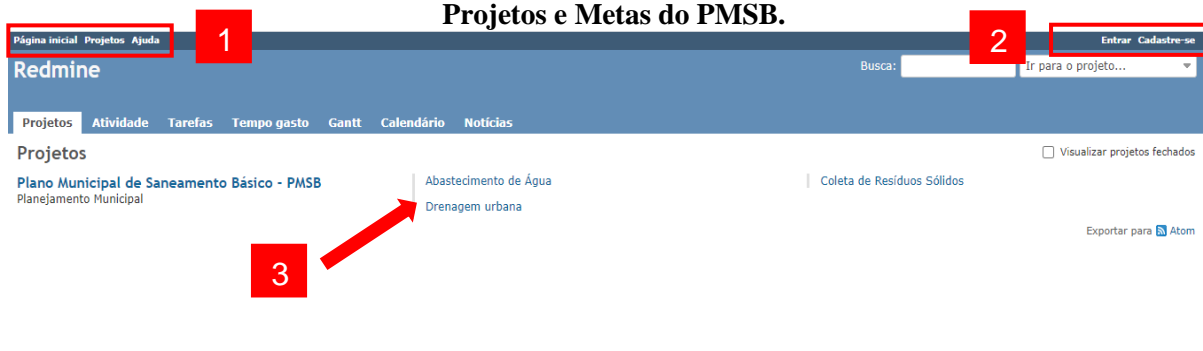 Projetos e Metas do PMSB.
Página inicial Projetos Ajuda
1
2
Entrar Cadastre-se
Redmine
Busca:
Ir para o projeto...
Projetos Atividade Tarefas Tempo gasto Gantt Calendário Notícias
Projetos
Visualizar projetos fechados
Plano Municipal de Saneamento Básico - PMSB
Planejamento Municipal
Abastecimento de Água
Drenagem urbana
Coleta de Resíduos Sólidos
Exportar para Atom
3